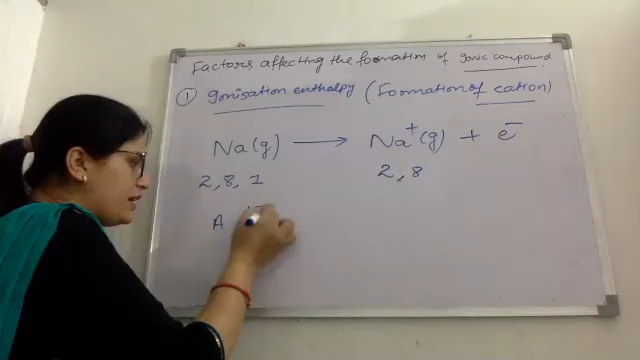 Factors affecting the formation of Ionic compound
① Ionisation enthalpy (Formation of cation)
Na(g) ⟶ Na⁺(g) + e⁻
2,8,1 2,8
A